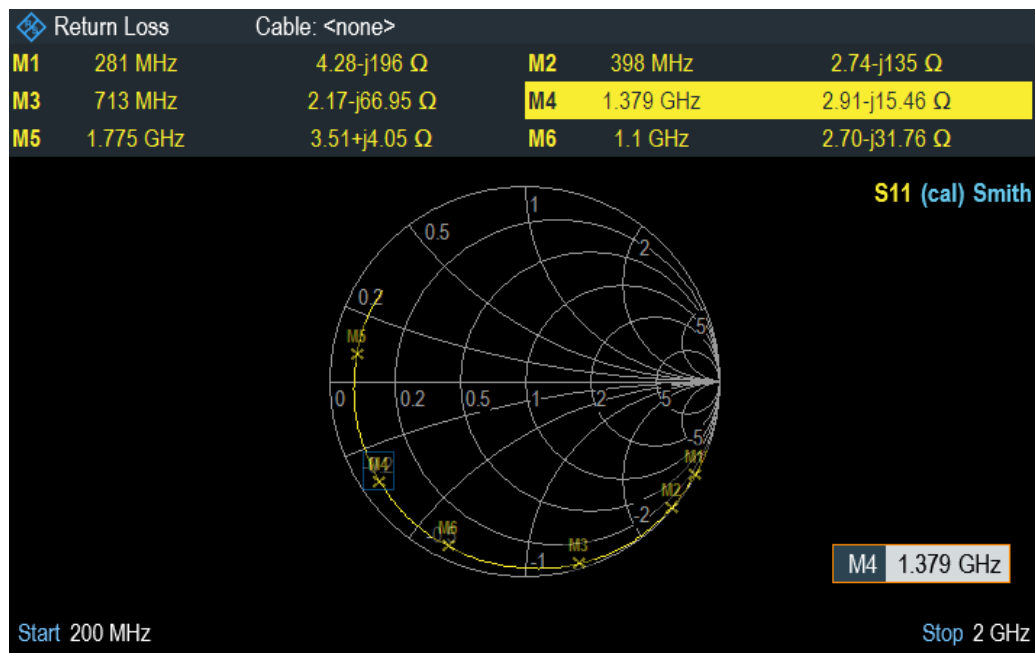 Return Loss Cable: <none>
M1 281 MHz 4.28-j196 Ω M2 398 MHz 2.74-j135 Ω
M3 713 MHz 2.17-j66.95 Ω M4 1.379 GHz 2.91-j15.46 Ω
M5 1.775 GHz 3.51+j4.05 Ω M6 1.1 GHz 2.70-j31.76 Ω
S11 (cal) Smith
1
0.5
2
0.2
5
M5
0 0.2 0.5 1 2 5
-5
M1
M4
M2
-2
M6
M3
-1
M4 1.379 GHz
Start 200 MHz Stop 2 GHz